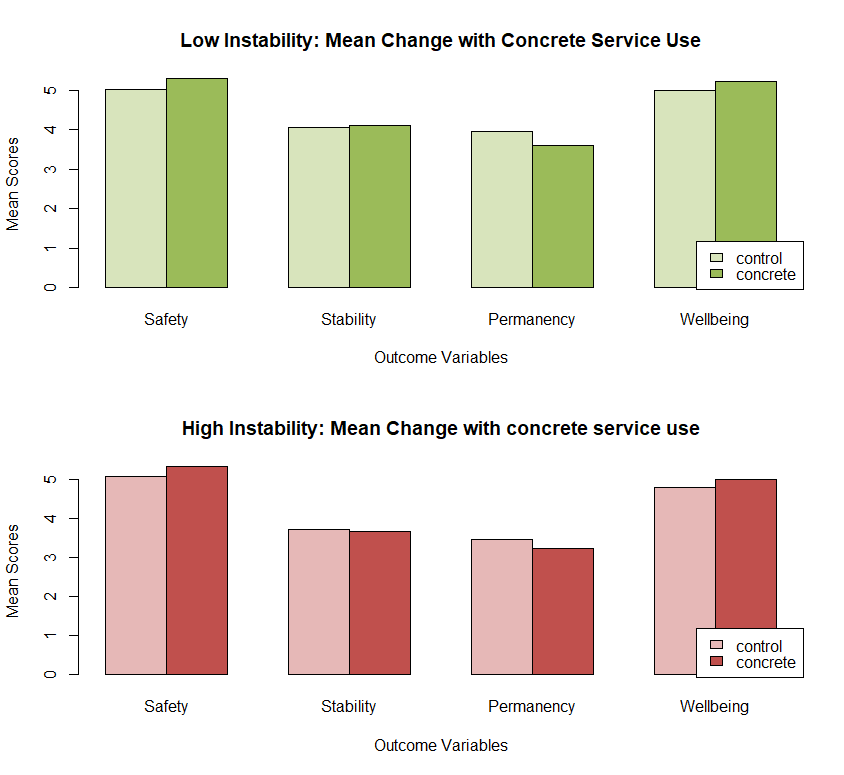 Low Instability: Mean Change with Concrete Service Use
Mean Scores
5
4
3
2
1
0
control
concrete
Safety Stability Permanency Wellbeing
Outcome Variables
High Instability: Mean Change with concrete service use
Mean Scores
5
4
3
2
1
0
control
concrete
Safety Stability Permanency Wellbeing
Outcome Variables